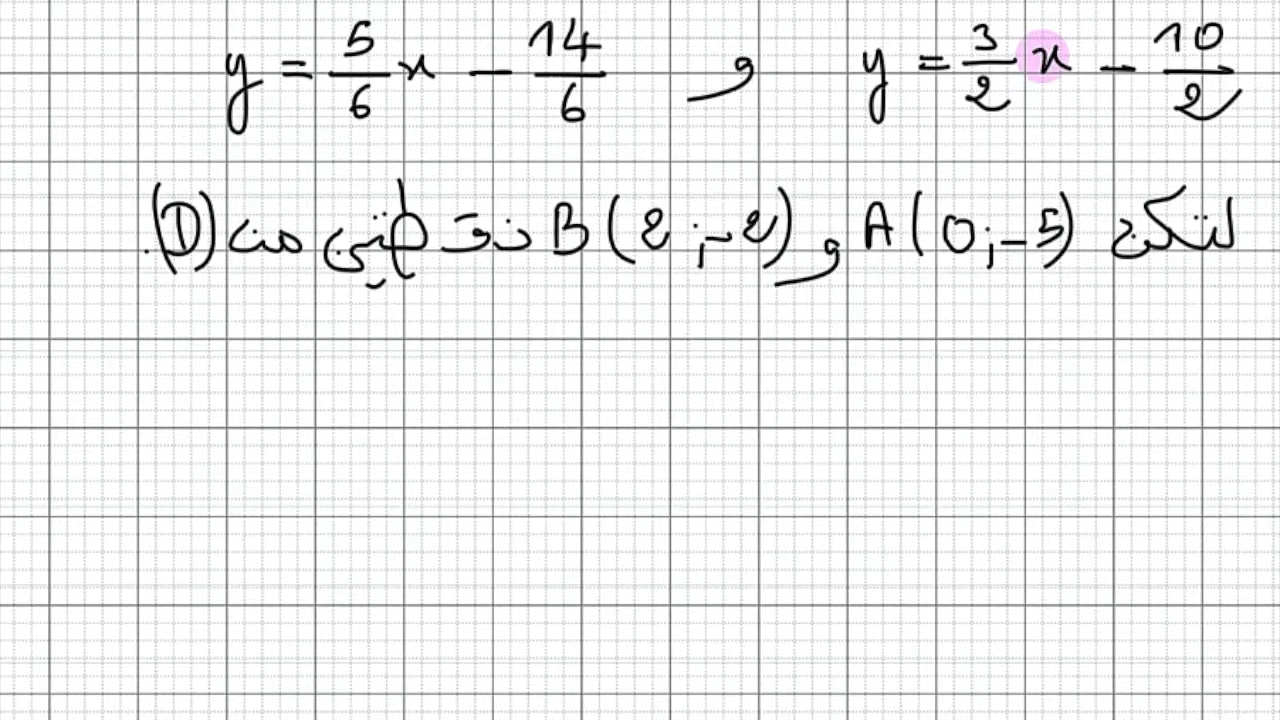 y = 3/2 x - 10/2 و y = 5/6 x - 14/6
لتكن A(0;-5) و B(2;-2) نقطتين من (D).